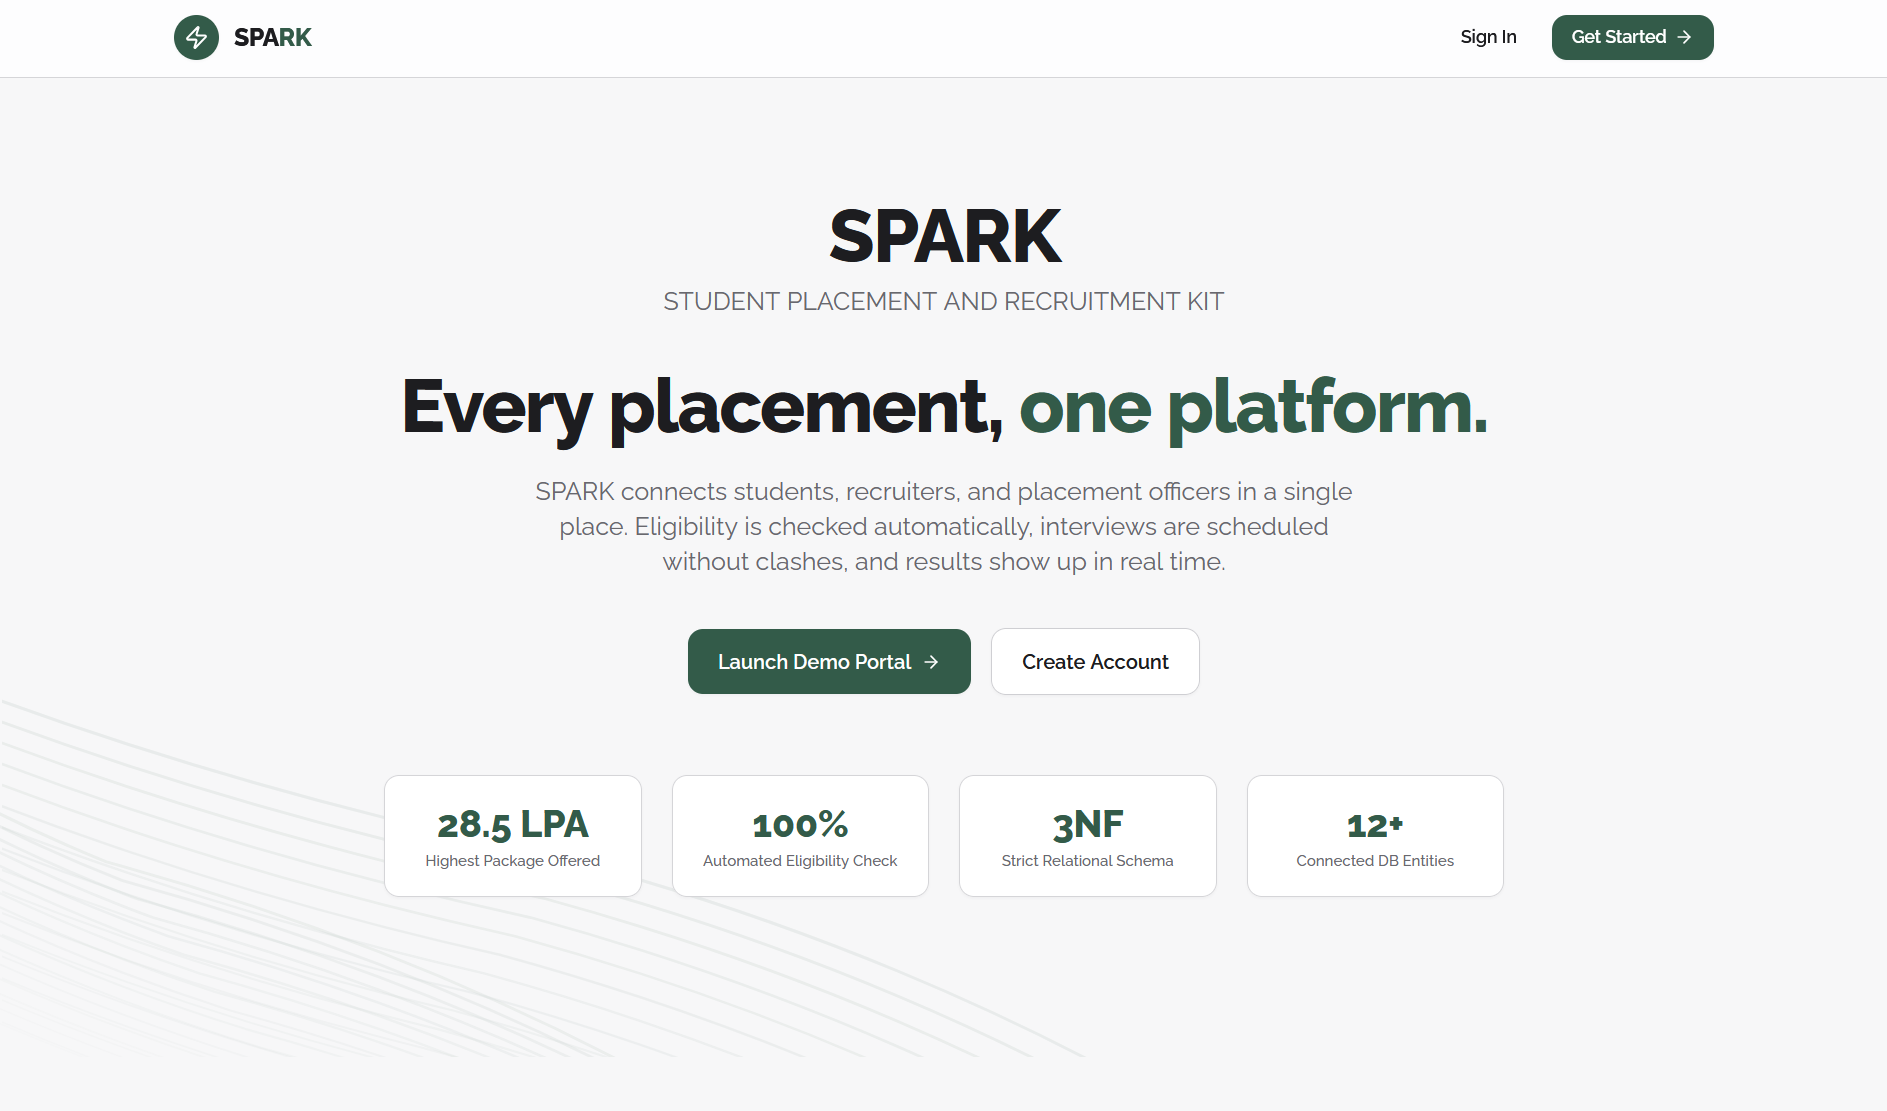 SPARK
Sign In
Get Started
SPARK
STUDENT PLACEMENT AND RECRUITMENT KIT
Every placement, one platform.
SPARK connects students, recruiters, and placement officers in a single
place. Eligibility is checked automatically, interviews are scheduled
without clashes, and results show up in real time.
Launch Demo Portal
Create Account
28.5 LPA
Highest Package Offered
100%
Automated Eligibility Check
3NF
Strict Relational Schema
12+
Connected DB Entities